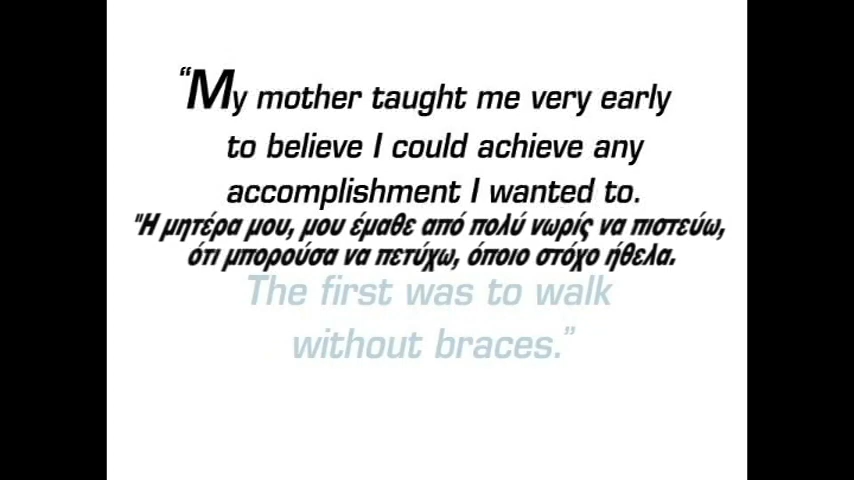 “My mother taught me very early
to believe I could achieve any
accomplishment I wanted to.
"Η μητέρα μου, μου έμαθε από πολύ νωρίς να πιστεύω,
ότι μπορούσα να πετύχω, όποιο στόχο ήθελα.
The first was to walk
without braces.”